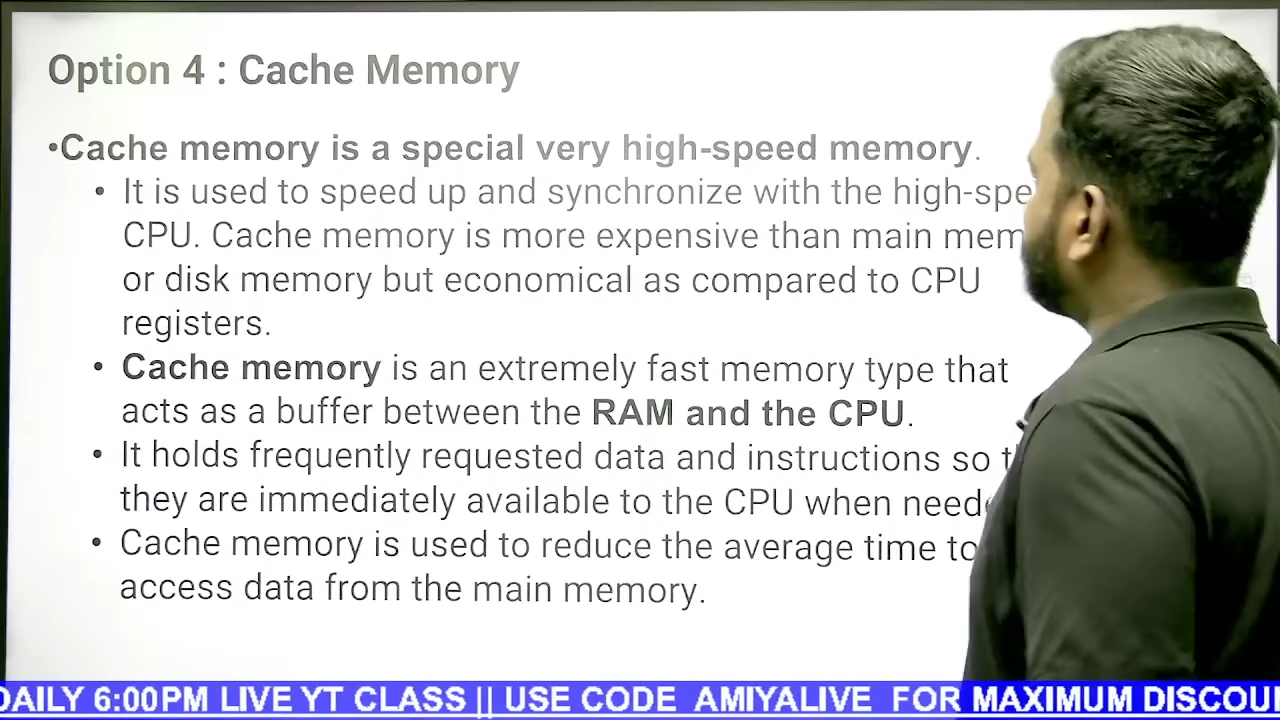 Option 4 : Cache Memory
•Cache memory is a special very high-speed memory.
• It is used to speed up and synchronize with the
CPU. Cache memory is more expensive than main
or disk memory but economical as compared to CPU
registers.
• Cache memory is an extremely fast memory type that
acts as a buffer between the RAM and the CPU.
• It holds frequently requested data and instructions so
they are immediately available to the CPU when
• Cache memory is used to reduce the average time to
access data from the main memory.
DAILY 6:00PM LIVE YT CLASS || USE CODE AMIYALIVE FOR MAXIMUM